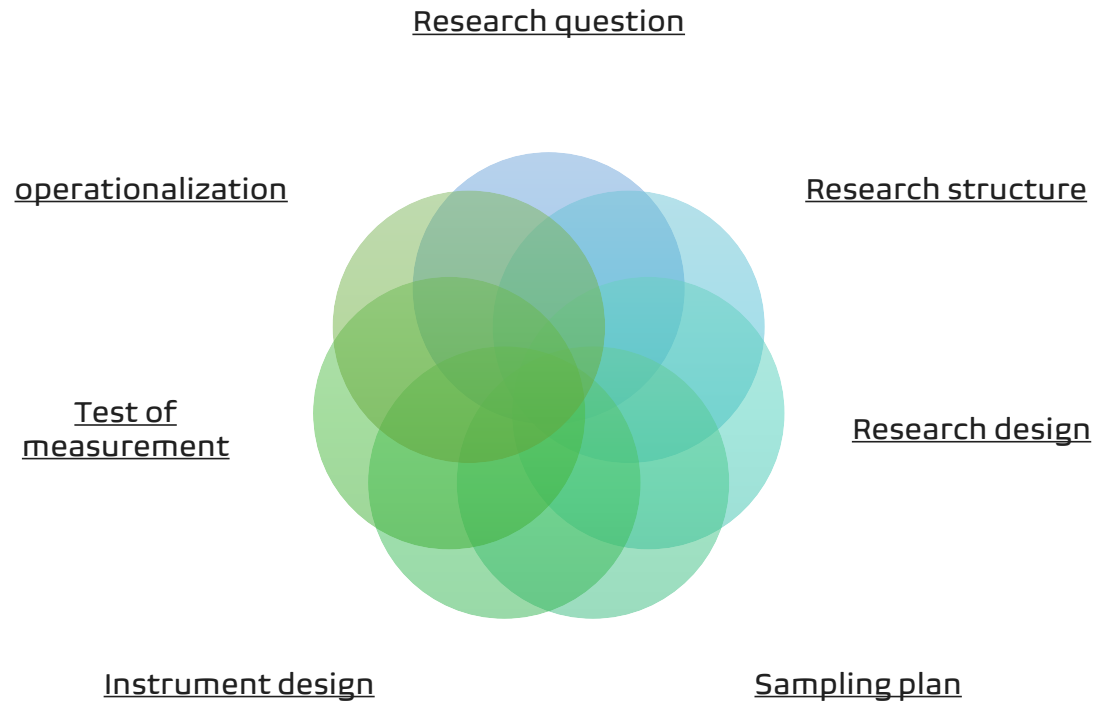 Research question
operationalization
Research structure
Test of
measurement
Research design
Instrument design
Sampling plan